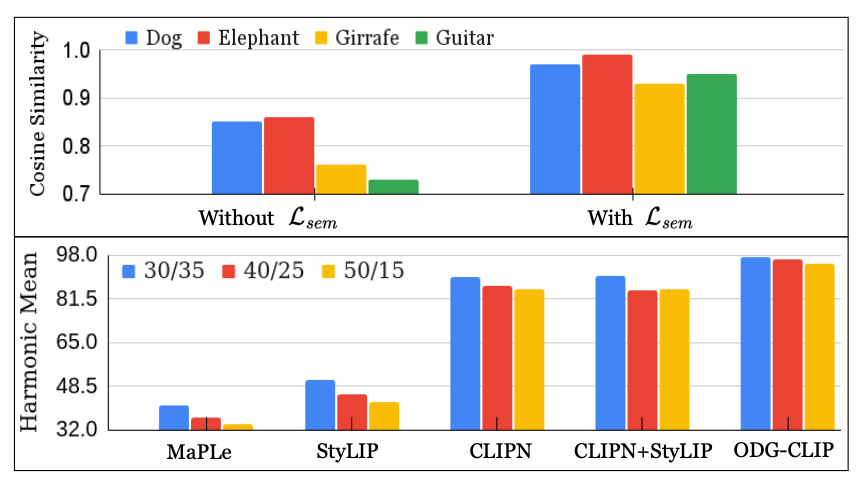 Dog Elephant Girrafe Guitar
Cosine Similarity
1.0
0.9
0.8
0.7
Without ℒsem With ℒsem
30/35 40/25 50/15
Harmonic Mean
98.0
81.5
65.0
48.5
32.0
MaPLe StyLIP CLIPN CLIPN+StyLIP ODG-CLIP